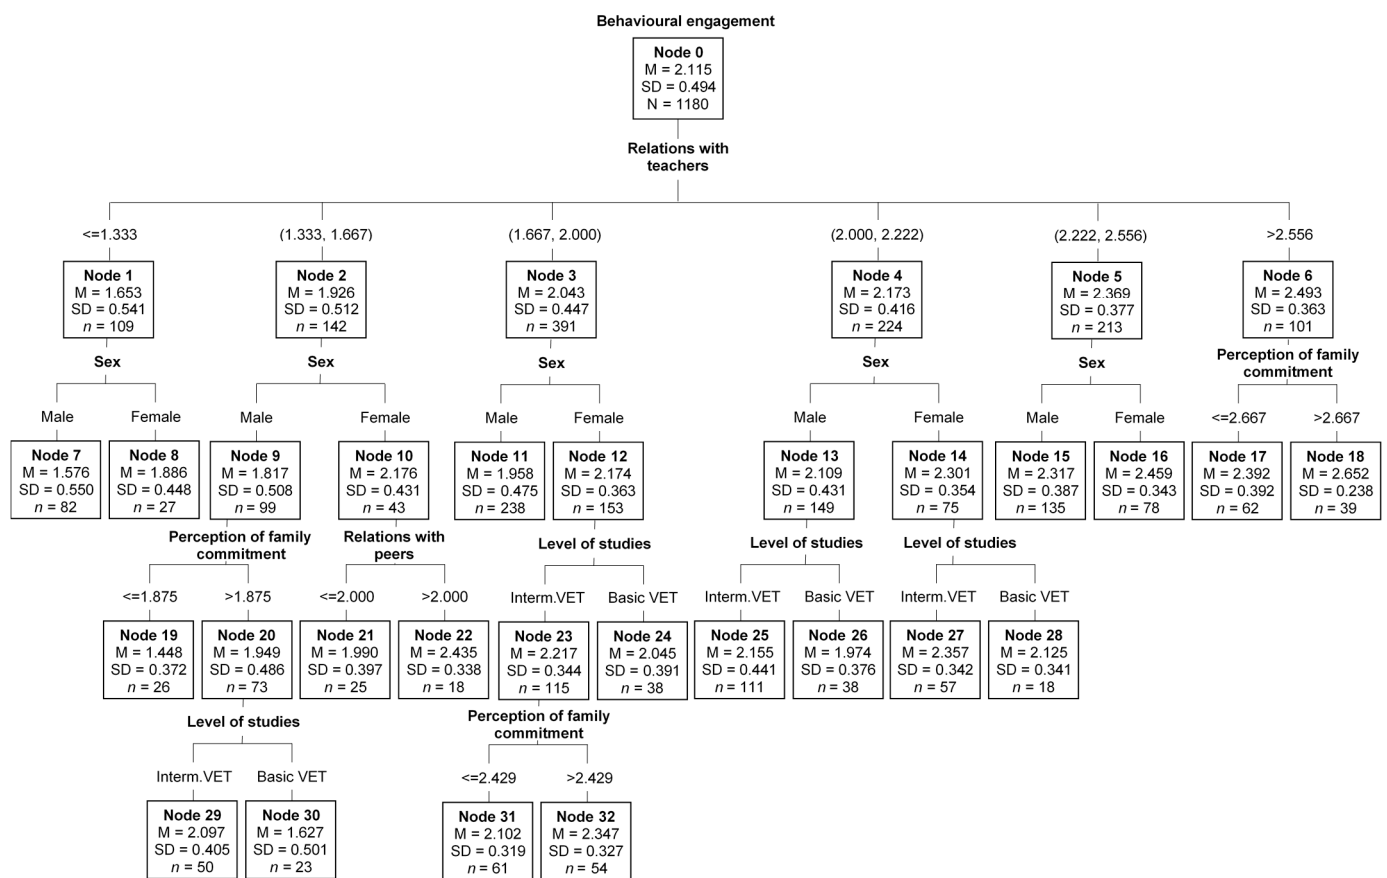 Behavioural engagement
Node 0
M = 2.115
SD = 0.494
N = 1180
Relations with
teachers
<=1.333
(1.333, 1.667)
(1.667, 2.000)
(2.000, 2.222)
(2.222, 2.556)
>2.556
Node 1
M = 1.653
SD = 0.541
n = 109
Node 2
M = 1.926
SD = 0.512
n = 142
Node 3
M = 2.043
SD = 0.447
n = 391
Node 4
M = 2.173
SD = 0.416
n = 224
Node 5
M = 2.369
SD = 0.377
n = 213
Node 6
M = 2.493
SD = 0.363
n = 101
Sex
Sex
Sex
Sex
Sex
Perception of family
commitment
Male
Female
Male
Female
Male
Female
Male
Female
Male
Female
<=2.667
>2.667
Node 7
M = 1.576
SD = 0.550
n = 82
Node 8
M = 1.886
SD = 0.448
n = 27
Node 9
M = 1.817
SD = 0.508
n = 99
Node 10
M = 2.176
SD = 0.431
n = 43
Node 11
M = 1.958
SD = 0.475
n = 238
Node 12
M = 2.174
SD = 0.363
n = 153
Node 13
M = 2.109
SD = 0.431
n = 149
Node 14
M = 2.301
SD = 0.354
n = 75
Node 15
M = 2.317
SD = 0.387
n = 135
Node 16
M = 2.459
SD = 0.343
n = 78
Node 17
M = 2.392
SD = 0.392
n = 62
Node 18
M = 2.652
SD = 0.238
n = 39
Perception of family
commitment
Relations with
peers
Level of studies
Level of studies
Level of studies
<=1.875
>1.875
<=2.000
>2.000
Interm.VET
Basic VET
Interm.VET
Basic VET
Interm.VET
Basic VET
Node 19
M = 1.448
SD = 0.372
n = 26
Node 20
M = 1.949
SD = 0.486
n = 73
Node 21
M = 1.990
SD = 0.397
n = 25
Node 22
M = 2.435
SD = 0.338
n = 18
Node 23
M = 2.217
SD = 0.344
n = 115
Node 24
M = 2.045
SD = 0.391
n = 38
Node 25
M = 2.155
SD = 0.441
n = 111
Node 26
M = 1.974
SD = 0.376
n = 38
Node 27
M = 2.357
SD = 0.342
n = 57
Node 28
M = 2.125
SD = 0.341
n = 18
Level of studies
Perception of family
commitment
Interm.VET
Basic VET
<=2.429
>2.429
Node 29
M = 2.097
SD = 0.405
n = 50
Node 30
M = 1.627
SD = 0.501
n = 23
Node 31
M = 2.102
SD = 0.319
n = 61
Node 32
M = 2.347
SD = 0.327
n = 54